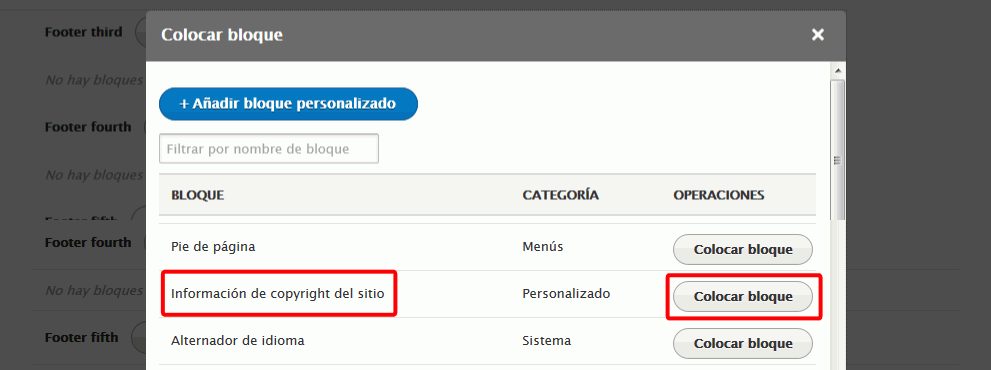 Footer third
No hay bloques
Footer fourth
No hay bloques
Footer fifth
Footer fourth
No hay bloques
Footer fifth
Colocar bloque
×
+ Añadir bloque personalizado
Filtrar por nombre de bloque
BLOQUE CATEGORÍA OPERACIONES
Pie de página Menús Colocar bloque
Información de copyright del sitio Personalizado Colocar bloque
Alternador de idioma Sistema Colocar bloque